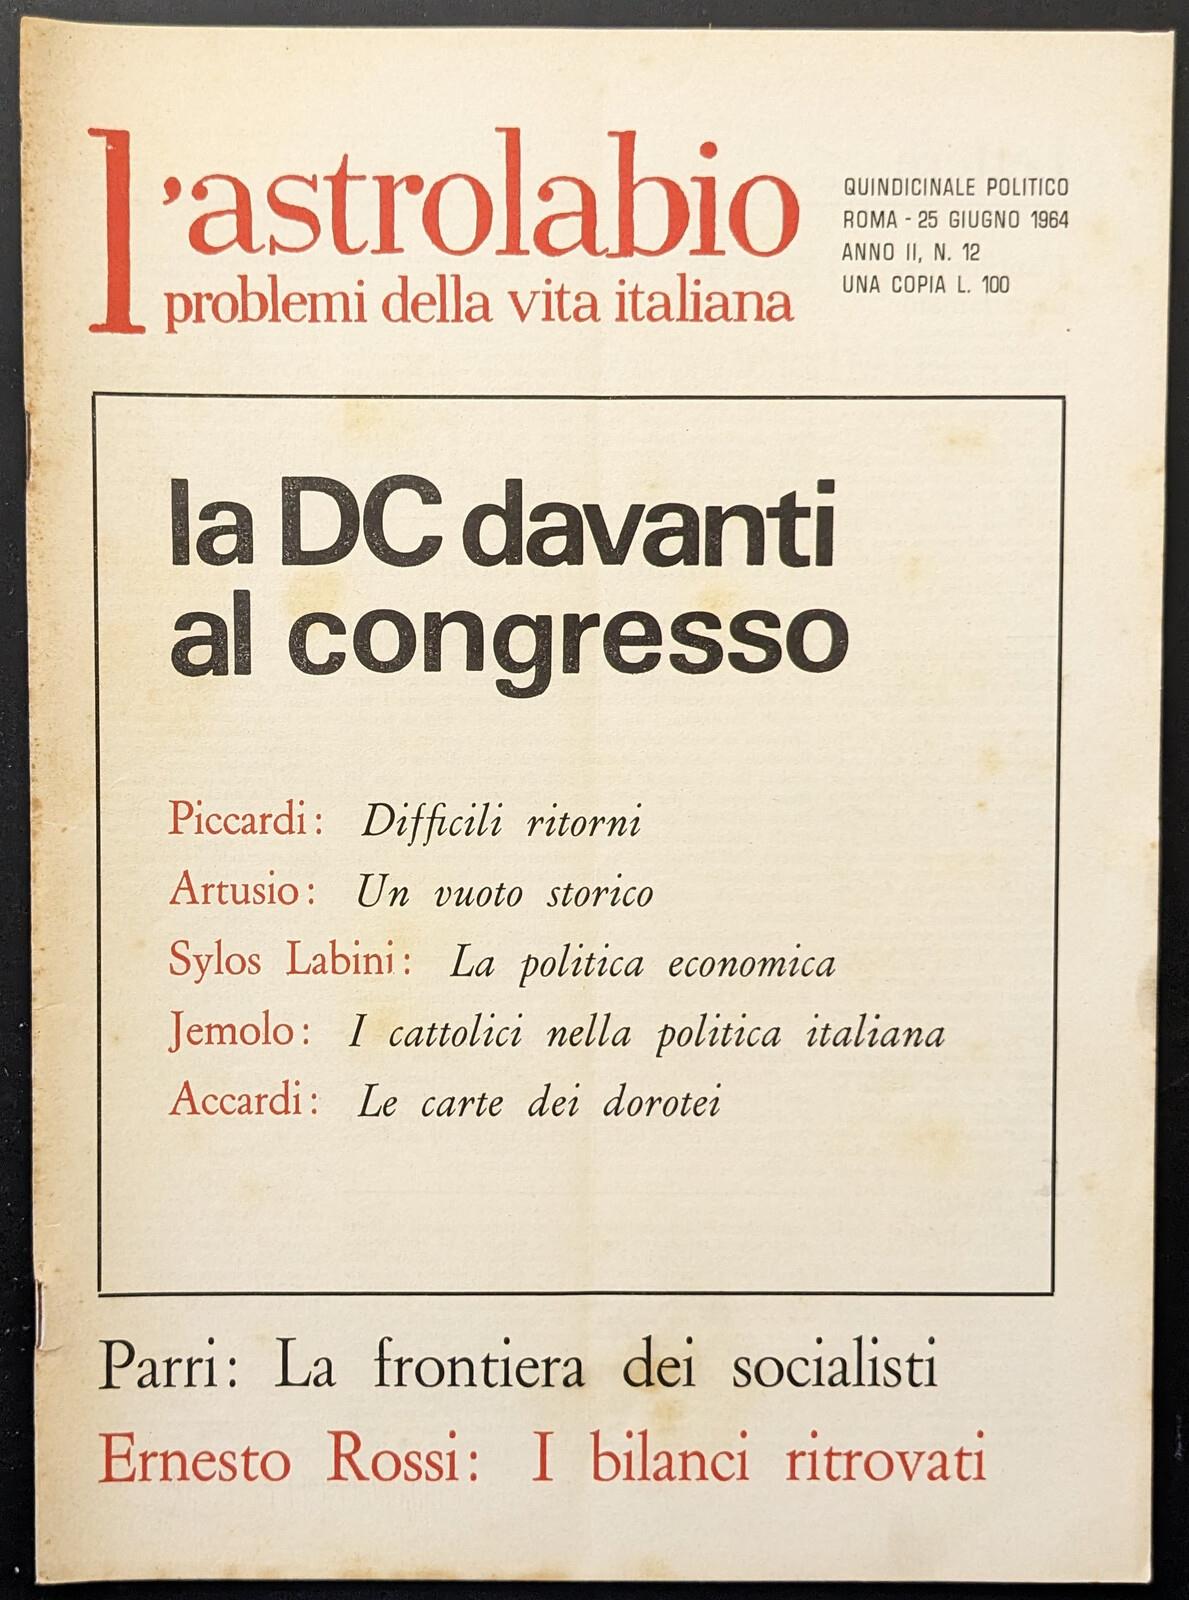 l'astrolabio
problemi della vita italiana
QUINDICINALE POLITICO
ROMA - 25 GIUGNO 1964
ANNO II, N. 12
UNA COPIA L. 100
la DC davanti
al congresso
Piccardi: Difficili ritorni
Artusio: Un vuoto storico
Sylos Labini: La politica economica
Jemolo: I cattolici nella politica italiana
Accardi: Le carte dei dorotei
Parri: La frontiera dei socialisti
Ernesto Rossi: I bilanci ritrovati